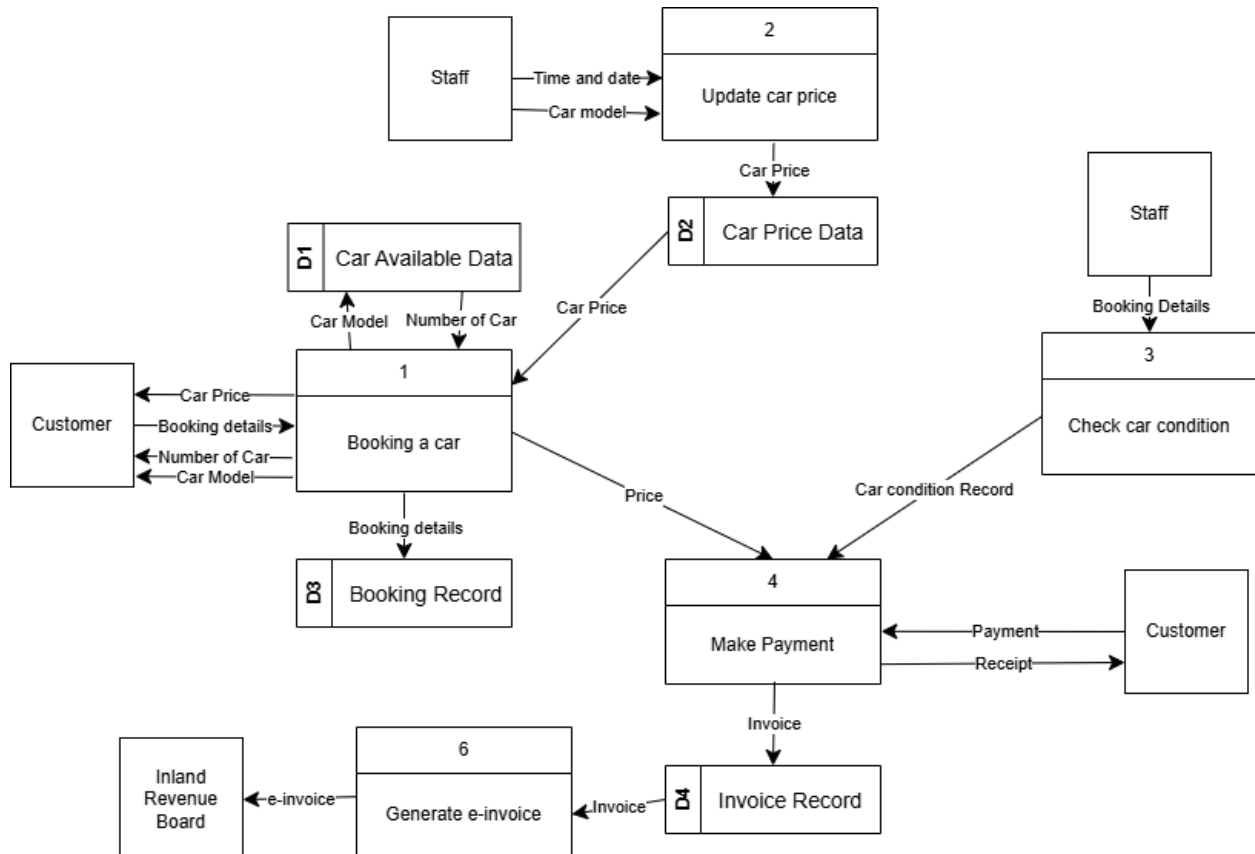 2
Staff
Time and date
Update car price
Car model
Car Price
Staff
D2
Car Price Data
D1
Car Available Data
Car Price
Booking Details
Car Model
Number of Car
3
1
Car Price
Customer
Booking details
Booking a car
Check car condition
Number of Car
Car Model
Price
Car condition Record
Booking details
D3
Booking Record
4
Payment
Customer
Make Payment
Receipt
Invoice
6
Inland
Revenue
Board
e-invoice
Generate e-invoice
Invoice
D4
Invoice Record